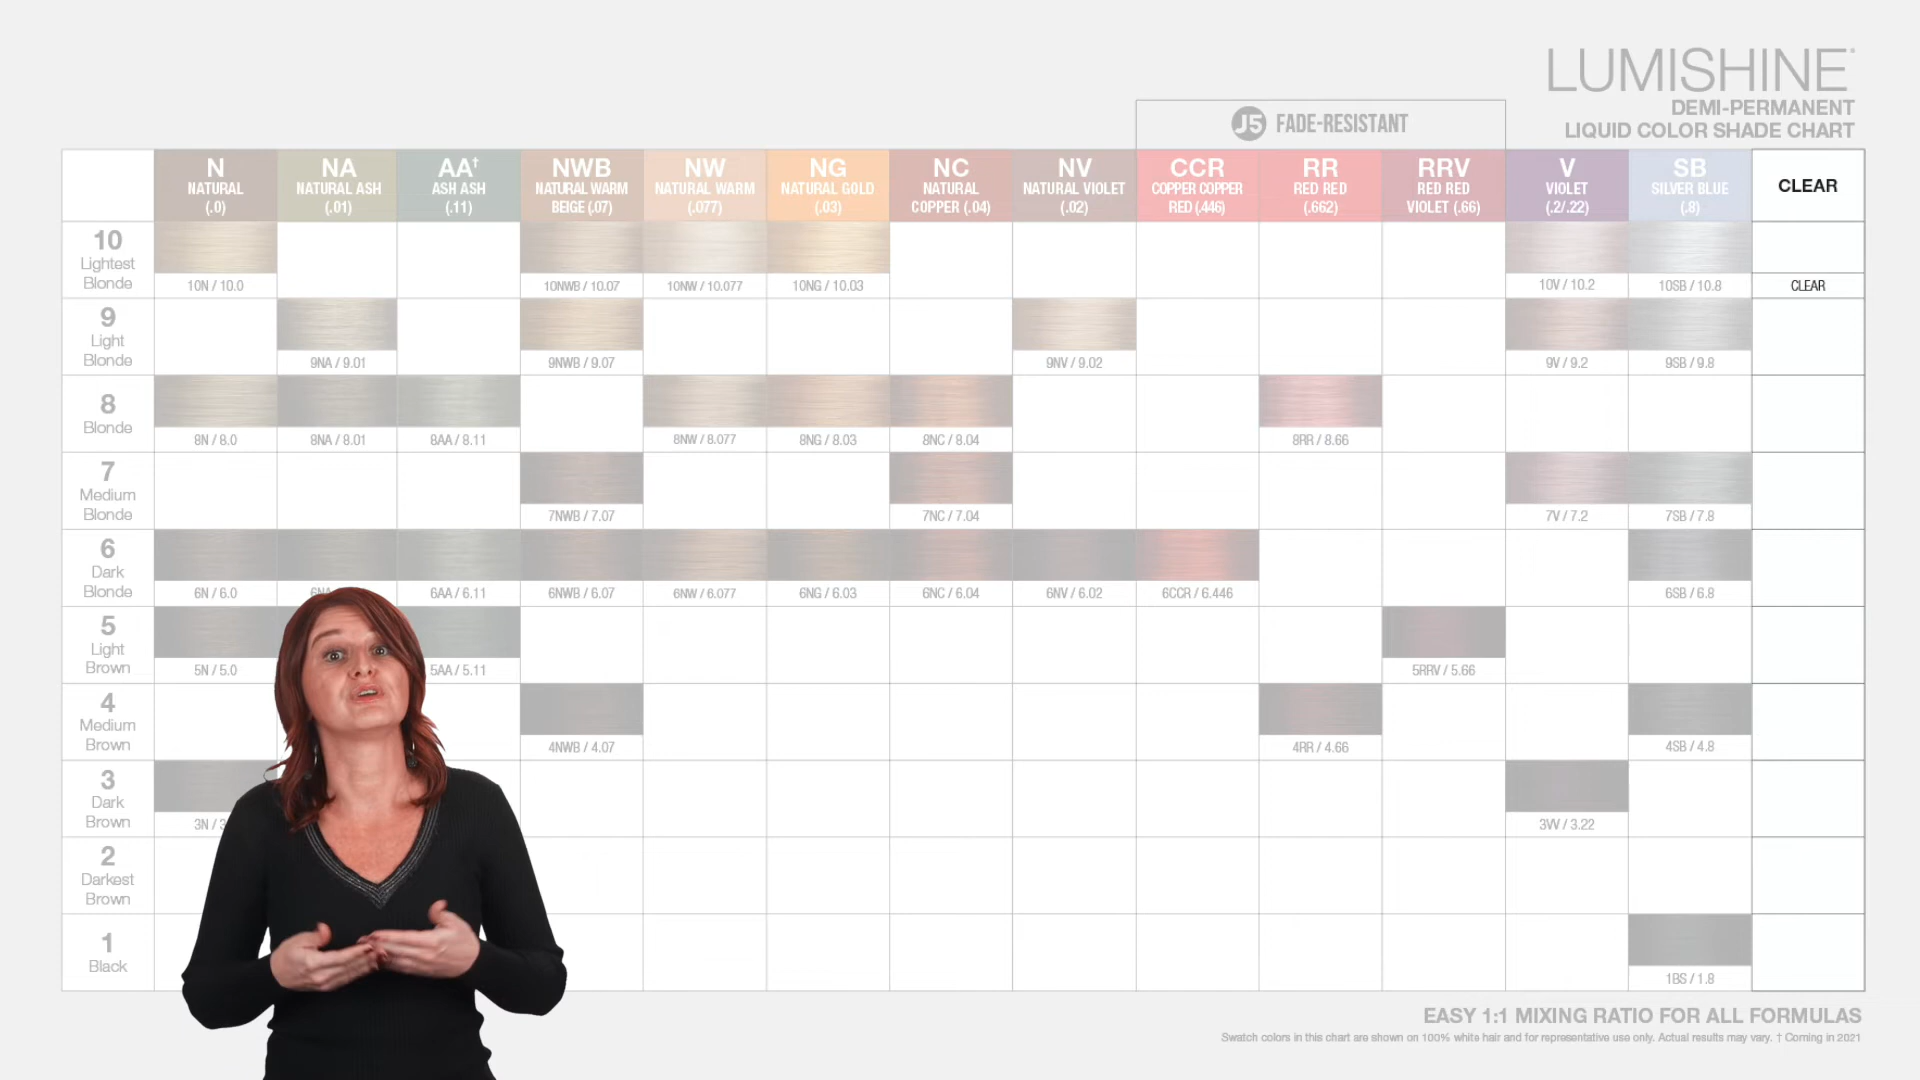 LUMISHINE
DEMI-PERMANENT
LIQUID COLOR SHADE CHART
J5 FADE-RESISTANT
N
NATURAL
(.0)
NA
NATURAL ASH
(.01)
AA†
ASH ASH
(.11)
NWB
NATURAL WARM
BEIGE (.07)
NW
NATURAL WARM
(.077)
NG
NATURAL GOLD
(.03)
NC
NATURAL
COPPER (.04)
NV
NATURAL VIOLET
(.02)
CCR
COPPER COPPER
RED (.446)
RR
RED RED
(.662)
RRV
RED RED
VIOLET (.66)
V
VIOLET
(.2/.22)
SB
SILVER BLUE
(.8)
CLEAR
10
Lightest
Blonde
10N / 10.0
10NWB / 10.07
10NW / 10.077
10NG / 10.03
10V / 10.2
10SB / 10.8
CLEAR
9
Light
Blonde
9NA / 9.01
9NWB / 9.07
9NV / 9.02
9V / 9.2
9SB / 9.8
8
Blonde
8N / 8.0
8NA / 8.01
8AA / 8.11
8NW / 8.077
8NG / 8.03
8NC / 8.04
8RR / 8.66
7
Medium
Blonde
7NWB / 7.07
7NC / 7.04
7V / 7.2
7SB / 7.8
6
Dark
Blonde
6N / 6.0
6NA
6AA / 6.11
6NWB / 6.07
6NW / 6.077
6NG / 6.03
6NC / 6.04
6NV / 6.02
6CCR / 6.446
6SB / 6.8
5
Light
Brown
5N / 5.0
5AA / 5.11
5RRV / 5.66
4
Medium
Brown
4NWB / 4.07
4RR / 4.66
4SB / 4.8
3
Dark
Brown
3N / 3
3VV / 3.22
2
Darkest
Brown
1
Black
1BS / 1.8
EASY 1:1 MIXING RATIO FOR ALL FORMULAS
Swatch colors in this chart are shown on 100% white hair and for representative use only. Actual results may vary. † Coming in 2021